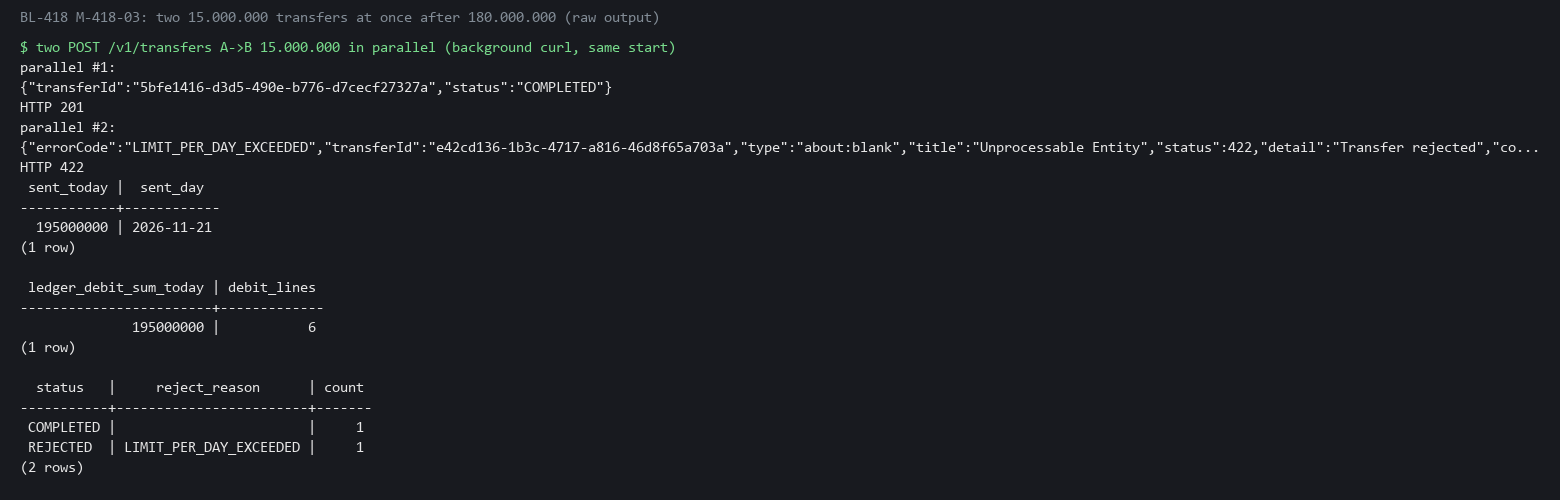 BL-418 M-418-03: two 15.000.000 transfers at once after 180.000.000 (raw output)
$ two POST /v1/transfers A->B 15.000.000 in parallel (background curl, same start)
parallel #1:
{"transferId":"5bfe1416-d3d5-490e-b776-d7cecf27327a","status":"COMPLETED"}
HTTP 201
parallel #2:
{"errorCode":"LIMIT_PER_DAY_EXCEEDED","transferId":"e42cd136-1b3c-4717-a816-46d8f65a703a","type":"about:blank","title":"Unprocessable Entity","status":422,"detail":"Transfer rejected","co...
HTTP 422
 sent_today |  sent_day
------------+------------
  195000000 | 2026-11-21
(1 row)

 ledger_debit_sum_today | debit_lines
------------------------+-------------
              195000000 |           6
(1 row)

  status   |     reject_reason      | count
-----------+------------------------+-------
 COMPLETED |                        |     1
 REJECTED  | LIMIT_PER_DAY_EXCEEDED |     1
(2 rows)